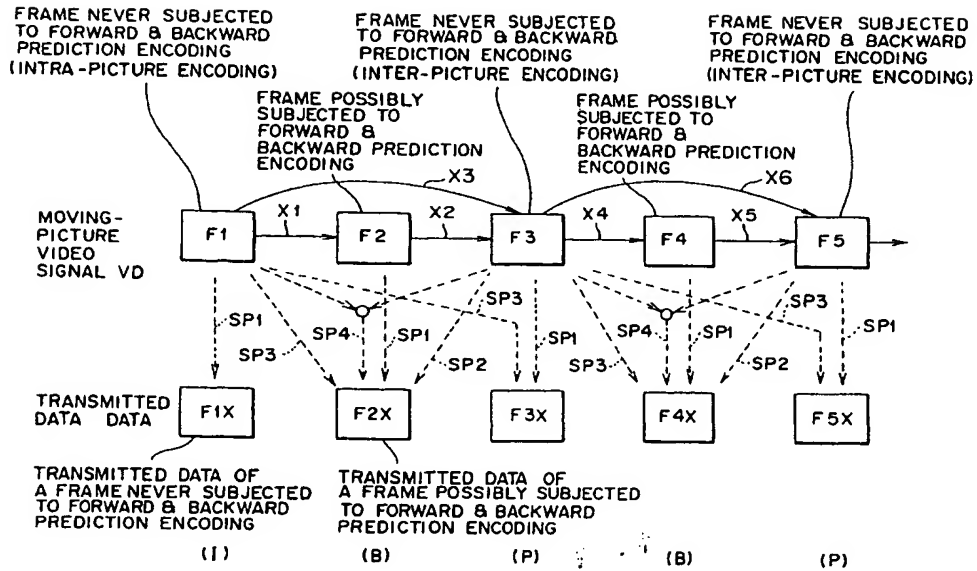 FRAME NEVER SUBJECTED
TO FORWARD & BACKWARD
PREDICTION ENCODING
(INTRA-PICTURE ENCODING)
FRAME NEVER SUBJECTED
TO FORWARD & BACKWARD
PREDICTION ENCODING
(INTER-PICTURE ENCODING)
FRAME NEVER SUBJECTED
TO FORWARD & BACKWARD
PREDICTION ENCODING
(INTER-PICTURE ENCODING)
FRAME POSSIBLY
SUBJECTED TO
FORWARD &
BACKWARD PREDICTION
ENCODING
FRAME POSSIBLY
SUBJECTED TO
FORWARD &
BACKWARD PREDICTION
ENCODING
X3
X6
MOVING-
PICTURE
VIDEO
SIGNAL VD
F1
X1
F2
X2
F3
X4
F4
X5
F5
SP1
SP3
SP4
SP1
SP3
SP2
SP1
SP3
SP4
SP1
SP3
SP2
SP1
TRANSMITTED
DATA DATA
F1X
F2X
F3X
F4X
F5X
TRANSMITTED DATA OF
A FRAME NEVER SUBJECTED
TO FORWARD & BACKWARD
PREDICTION ENCODING
TRANSMITTED DATA OF
A FRAME POSSIBLY SUBJECTED
TO FORWARD & BACKWARD
PREDICTION ENCODING
(I)
(B)
(P)
(B)
(P)